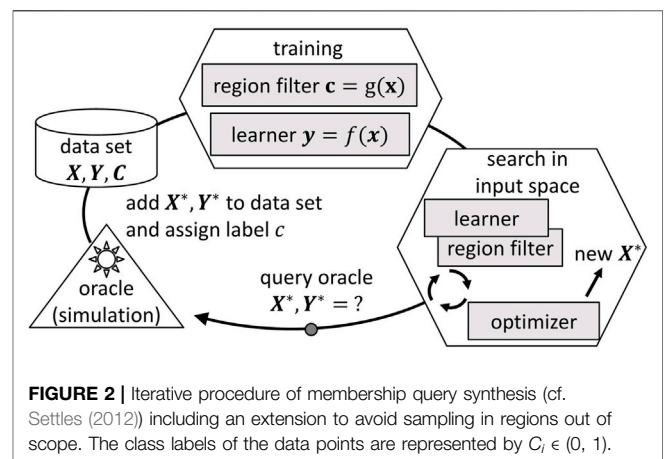 training
region filter c = g(x)
learner y = f(x)
data set
X, Y, C
search in
input space
learner
region filter
new X*
optimizer
add X*, Y* to data set
and assign label c
query oracle
X*, Y* = ?
oracle
(simulation)
FIGURE 2 | Iterative procedure of membership query synthesis (cf.
Settles (2012)) including an extension to avoid sampling in regions out of
scope. The class labels of the data points are represented by Cᵢ ϵ (0, 1).